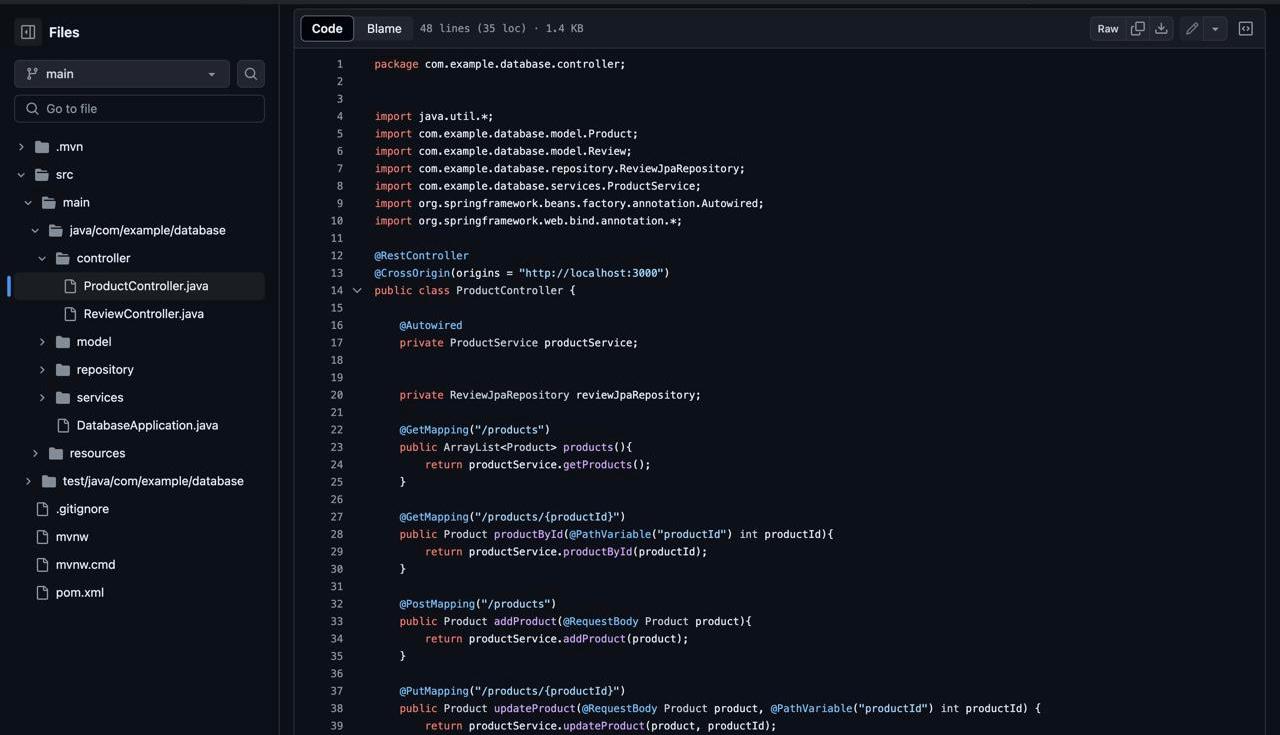 Files
main
Go to file
.mvn
src
main
java/com/example/database
controller
ProductController.java
ReviewController.java
model
repository
services
DatabaseApplication.java
resources
test/java/com/example/database
.gitignore
mvnw
mvnw.cmd
pom.xml
Code Blame 48 lines (35 loc) · 1.4 KB Raw
1 package com.example.database.controller;
2
3
4 import java.util.*;
5 import com.example.database.model.Product;
6 import com.example.database.model.Review;
7 import com.example.database.repository.ReviewJpaRepository;
8 import com.example.database.services.ProductService;
9 import org.springframework.beans.factory.annotation.Autowired;
10 import org.springframework.web.bind.annotation.*;
11
12 @RestController
13 @CrossOrigin(origins = "http://localhost:3000")
14 public class ProductController {
15
16     @Autowired
17     private ProductService productService;
18
19
20     private ReviewJpaRepository reviewJpaRepository;
21
22     @GetMapping("/products")
23     public ArrayList<Product> products(){
24         return productService.getProducts();
25     }
26
27     @GetMapping("/products/{productId}")
28     public Product productById(@PathVariable("productId") int productId){
29         return productService.productById(productId);
30     }
31
32     @PostMapping("/products")
33     public Product addProduct(@RequestBody Product product){
34         return productService.addProduct(product);
35     }
36
37     @PutMapping("/products/{productId}")
38     public Product updateProduct(@RequestBody Product product, @PathVariable("productId") int productId) {
39         return productService.updateProduct(product, productId);